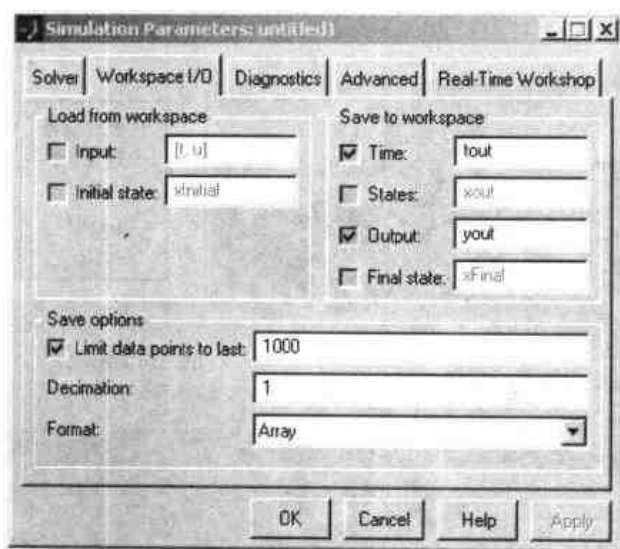 Simulation Parameters: untitled1
Solver Workspace I/O Diagnostics Advanced Real-Time Workshop
Load from workspace
Input: [t, u]
Initial state: xInitial
Save to workspace
Time: tout
States: xout
Output: yout
Final state: xFinal
Save options
Limit data points to last: 1000
Decimation: 1
Format: Array
OK Cancel Help Apply